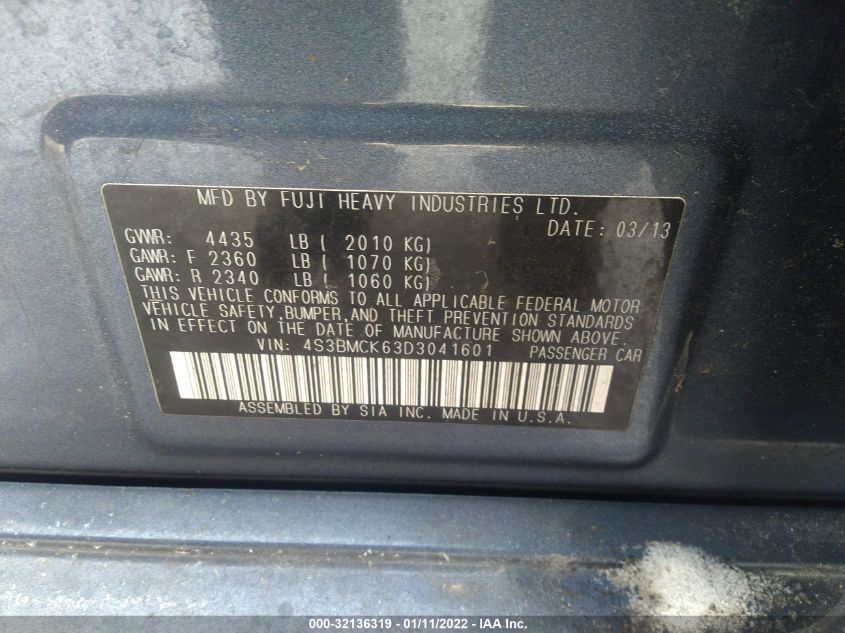 MFD BY FUJI HEAVY INDUSTRIES LTD.
DATE: 03/13
GVWR: 4435 LB ( 2010 KG)
GAWR: F 2360 LB ( 1070 KG)
GAWR: R 2340 LB ( 1060 KG)
THIS VEHICLE CONFORMS TO ALL APPLICABLE FEDERAL MOTOR
VEHICLE SAFETY, BUMPER, AND THEFT PREVENTION STANDARDS
IN EFFECT ON THE DATE OF MANUFACTURE SHOWN ABOVE.
VIN: 4S3BMCK63D3041601 PASSENGER CAR
ASSEMBLED BY SIA INC. MADE IN U.S.A.
000-32136319 - 01/11/2022 - IAA Inc.